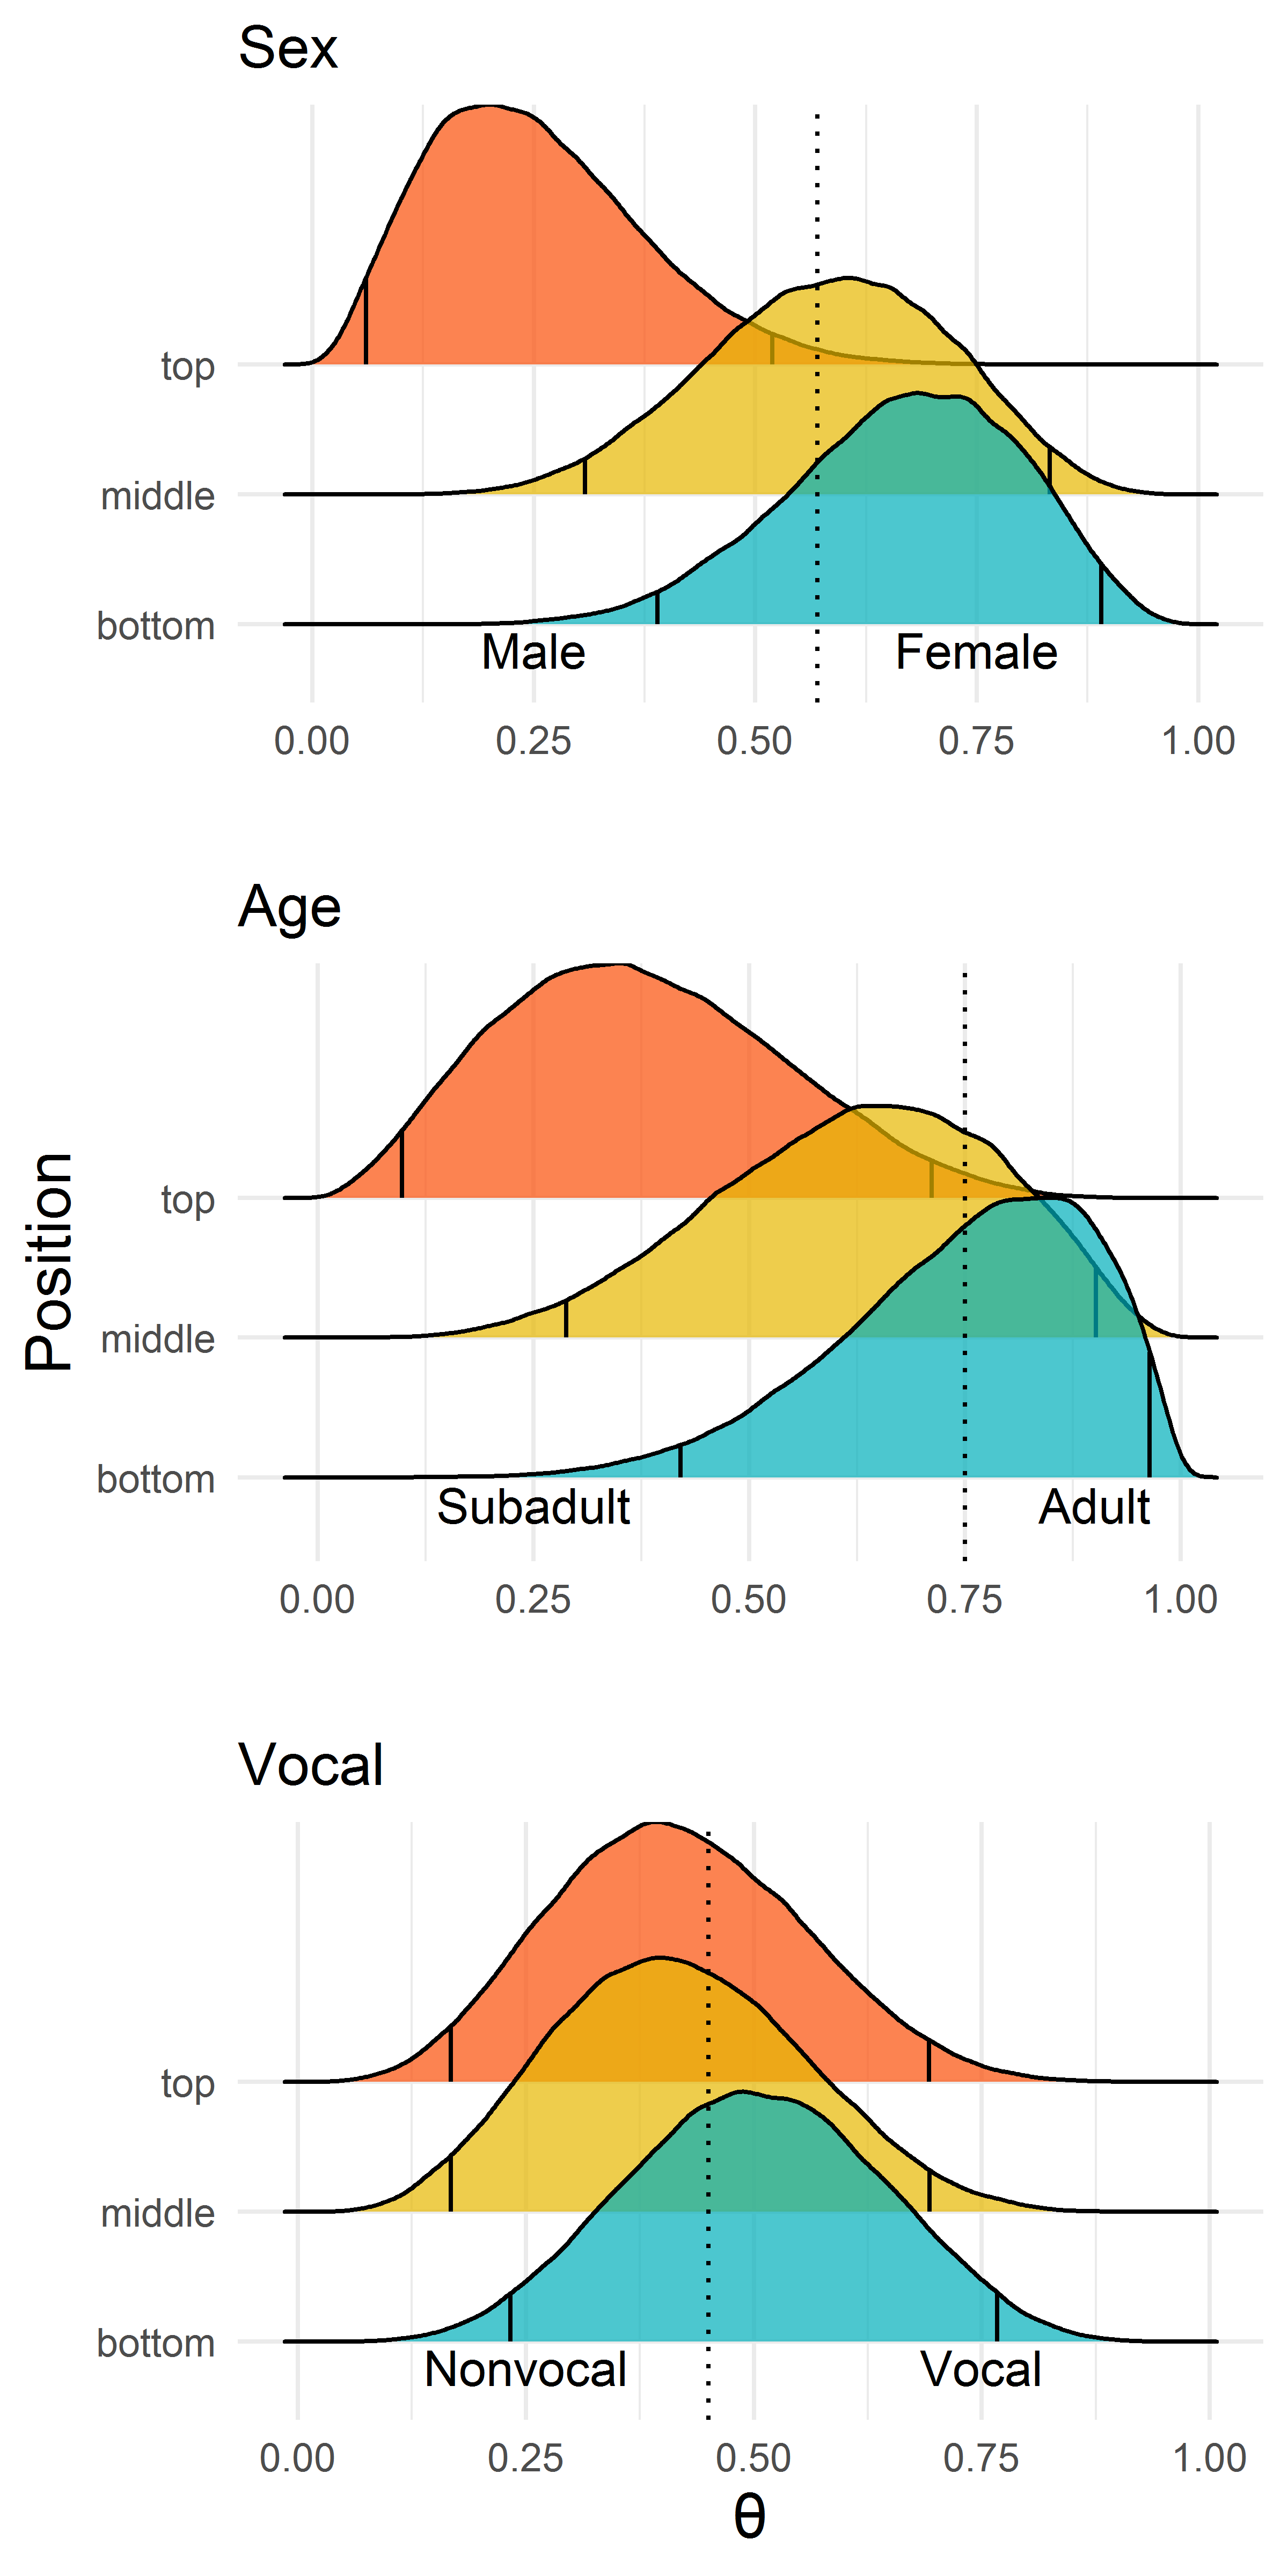 Sex
top
middle
bottom
Male Female
0.00 0.25 0.50 0.75 1.00
Age
Position
top
middle
bottom
Subadult Adult
0.00 0.25 0.50 0.75 1.00
Vocal
top
middle
bottom
Nonvocal Vocal
0.00 0.25 0.50 0.75 1.00
θ